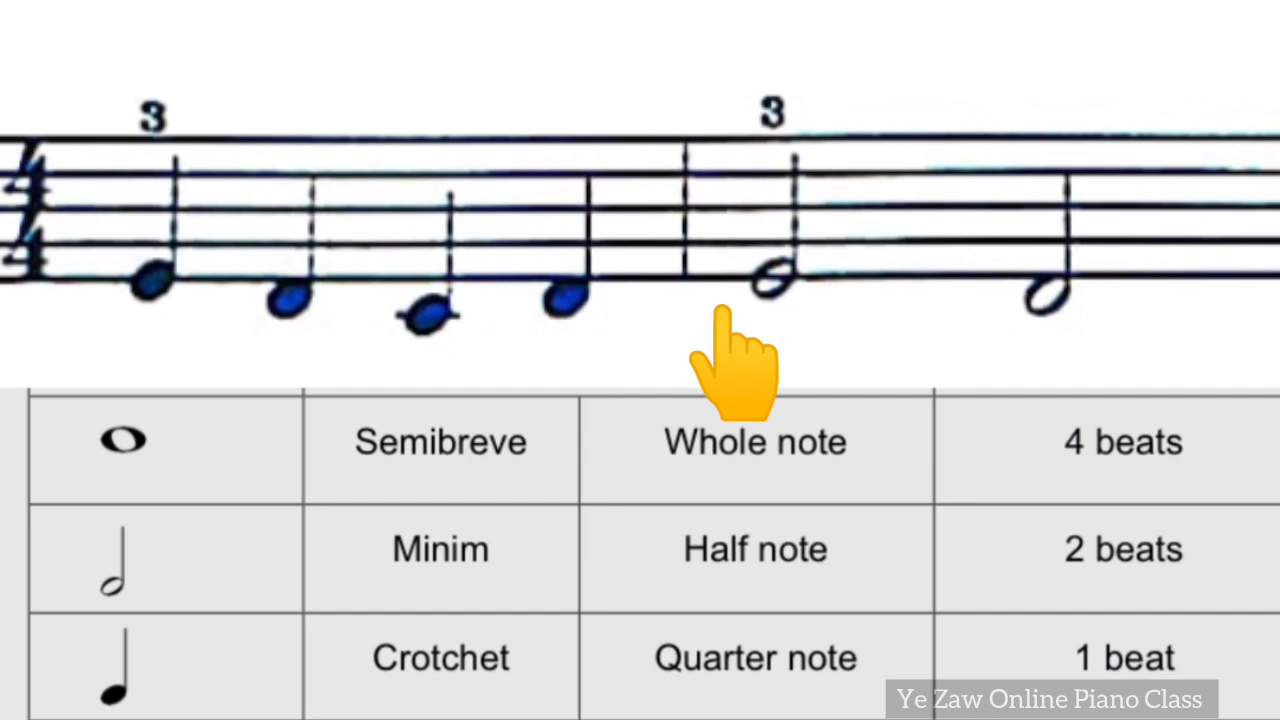 3 3
4
4
Semibreve Whole note 4 beats
Minim Half note 2 beats
Crotchet Quarter note 1 beat
Ye Zaw Online Piano Class